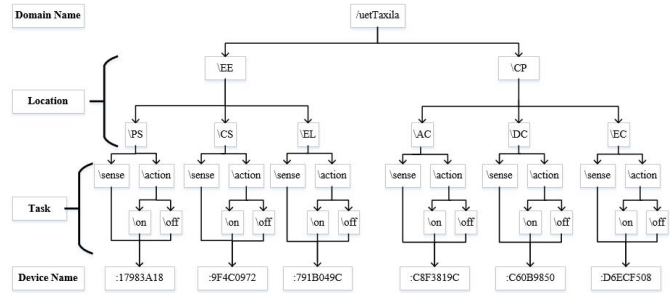 Domain Name /uetTaxila
\EE \CP
Location
\PS \CS \EL \AC \DC \EC
\sense \action \sense \action \sense \action \sense \action \sense \action \sense \action
Task
\on \off \on \off \on \off \on \off \on \off \on \off
Device Name :17983A18 :9F4C0972 :791B049C :C8F3819C :C60B9850 :D6ECF508